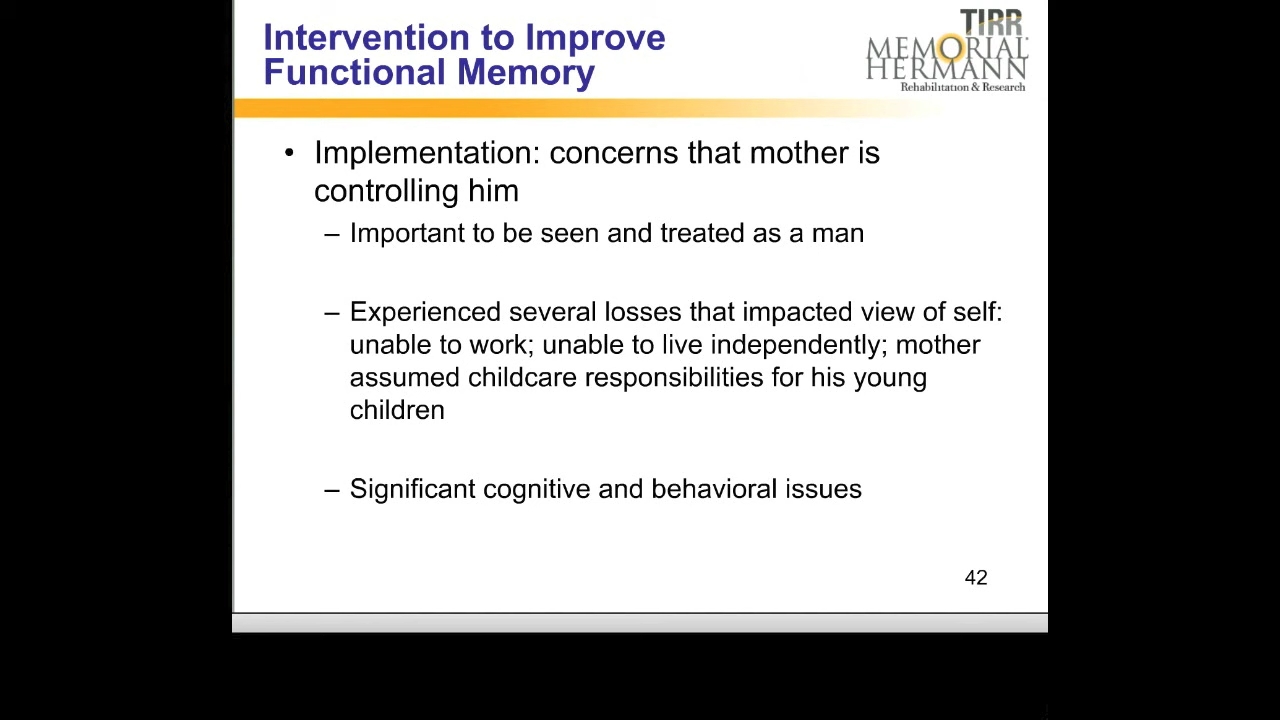 Intervention to Improve
Functional Memory
TIRR
MEMORIAL
HERMANN
Rehabilitation & Research
• Implementation: concerns that mother is
controlling him
– Important to be seen and treated as a man
– Experienced several losses that impacted view of self:
unable to work; unable to live independently; mother
assumed childcare responsibilities for his young
children
– Significant cognitive and behavioral issues
42